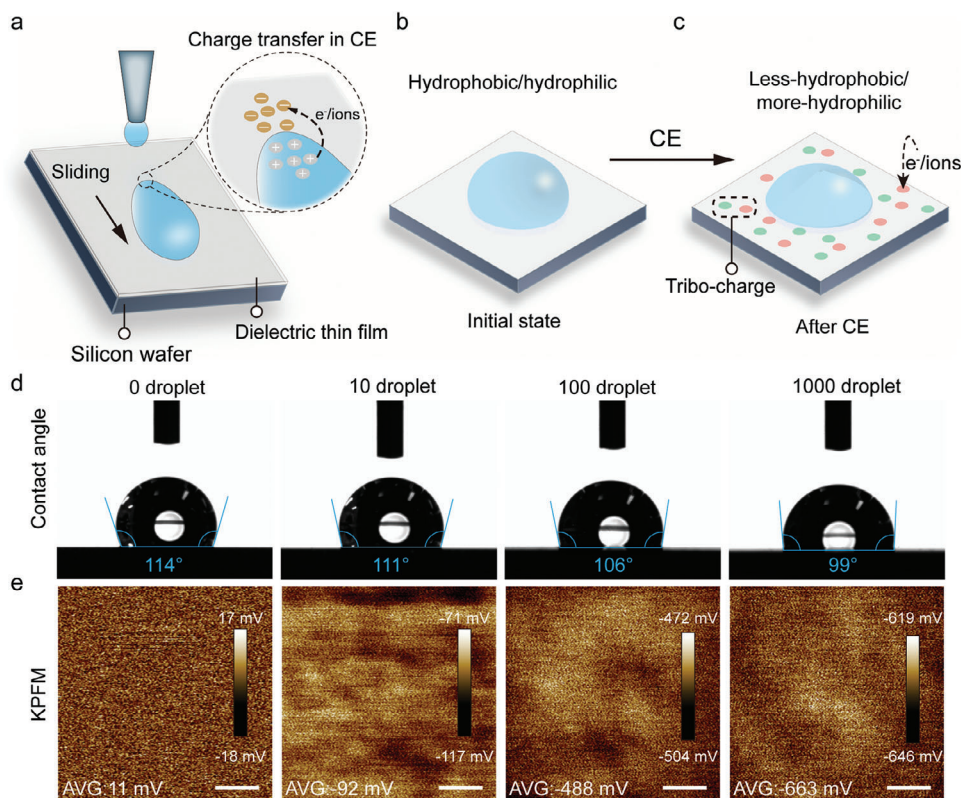 a
Charge transfer in CE
e⁻/ions
Sliding
Dielectric thin film
Silicon wafer
b
Hydrophobic/hydrophilic
Initial state
CE
c
Less-hydrophobic/
more-hydrophilic
e⁻/ions
Tribo-charge
After CE
d
0 droplet
10 droplet
100 droplet
1000 droplet
Contact angle
114°
111°
106°
99°
e
KPFM
17 mV
-18 mV
AVG:11 mV
-71 mV
-117 mV
AVG:-92 mV
-472 mV
-504 mV
AVG:-488 mV
-619 mV
-646 mV
AVG:-663 mV